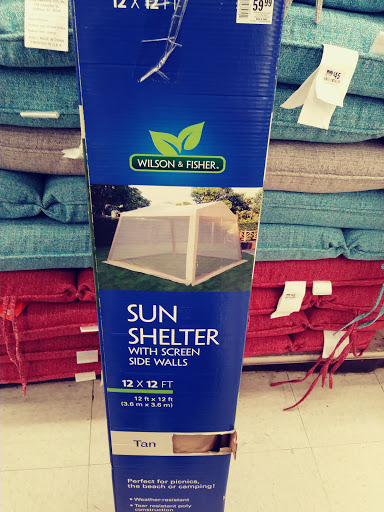 12 X 12 FT
59.99
WILSON & FISHER
SUN
SHELTER
WITH SCREEN
SIDE WALLS
12 X 12 FT
12 ft x 12 ft
(3.6 m x 3.6 m)
Tan
Perfect for picnics,
the beach or camping!
• Weather-resistant
• Tear resistant poly
construction